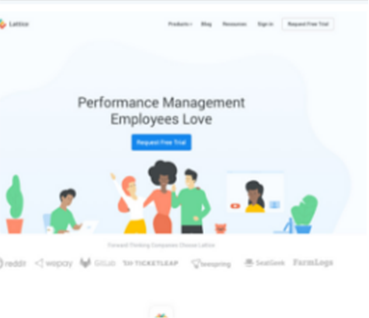 Lattice
Products Blog Resources Sign in Request Free Trial
Performance Management
Employees Love
Request Free Trial
Forward-Thinking Companies Choose Lattice
reddit wepay GitLab TICKETLEAP teespring SeatGeek FarmLogs